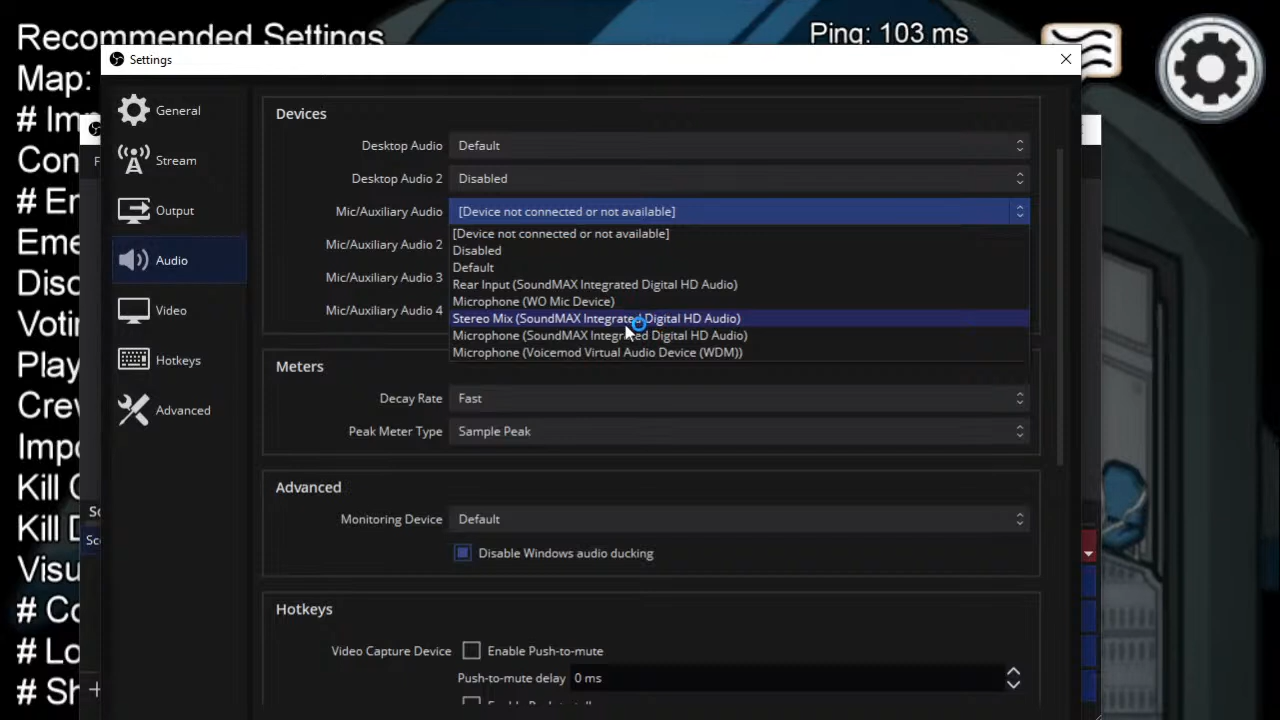 Recommended Settings
Ping: 103 ms
Map:
# Im
Con
# En
Eme
Disc
Votin
Play
Crew
Impo
Kill C
Kill D
Visu
# Co
# Lo
# Sh
F
Sc
Sce
+
Settings
General
Stream
Output
Audio
Video
Hotkeys
Advanced
Devices
Desktop Audio Default
Desktop Audio 2 Disabled
Mic/Auxiliary Audio [Device not connected or not available]
Mic/Auxiliary Audio 2
Mic/Auxiliary Audio 3
Mic/Auxiliary Audio 4
[Device not connected or not available]
Disabled
Default
Rear Input (SoundMAX Integrated Digital HD Audio)
Microphone (WO Mic Device)
Stereo Mix (SoundMAX Integrated Digital HD Audio)
Microphone (SoundMAX Integrated Digital HD Audio)
Microphone (Voicemod Virtual Audio Device (WDM))
Meters
Decay Rate Fast
Peak Meter Type Sample Peak
Advanced
Monitoring Device Default
Disable Windows audio ducking
Hotkeys
Video Capture Device Enable Push-to-mute
Push-to-mute delay 0 ms